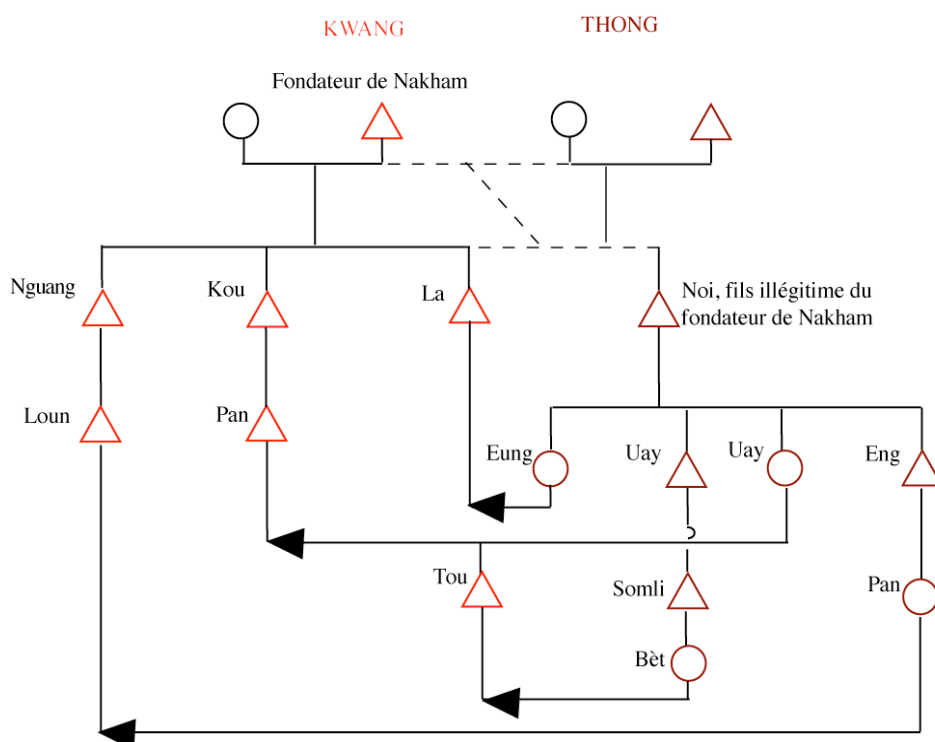 KWANG
THONG
Fondateur de Nakham
Nguang
Kou
La
Noi, fils illégitime du
fondateur de Nakham
Loun
Pan
Eung
Uay
Uay
Eng
Tou
Somli
Pan
Bèt